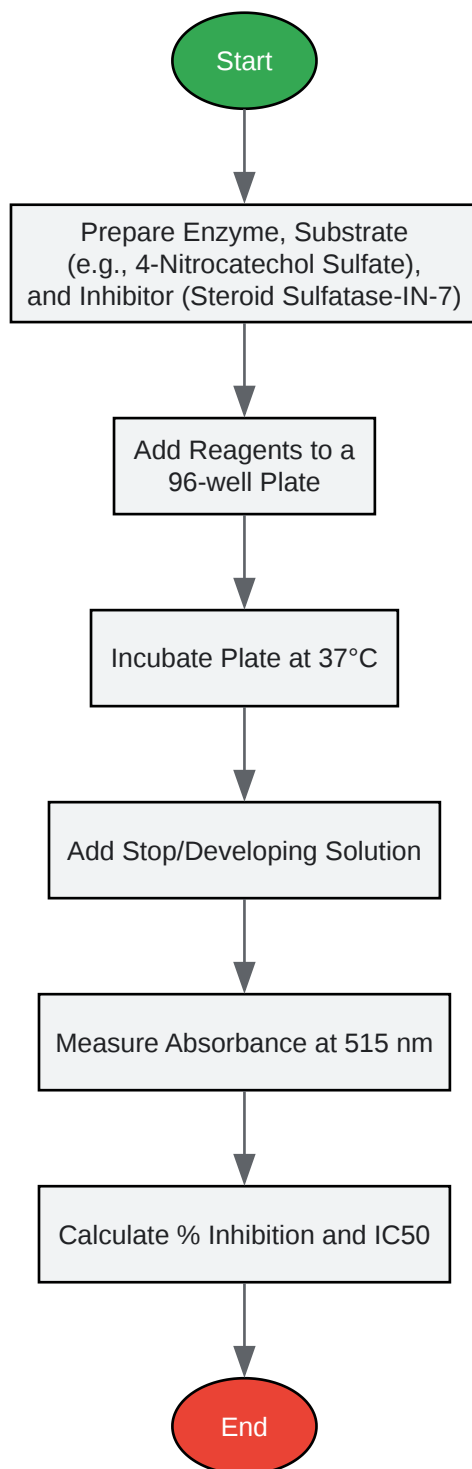 Start
Prepare Enzyme, Substrate
(e.g., 4-Nitrocatechol Sulfate),
and Inhibitor (Steroid Sulfatase-IN-7)
Add Reagents to a
96-well Plate
Incubate Plate at 37°C
Add Stop/Developing Solution
Measure Absorbance at 515 nm
Calculate % Inhibition and IC50
End